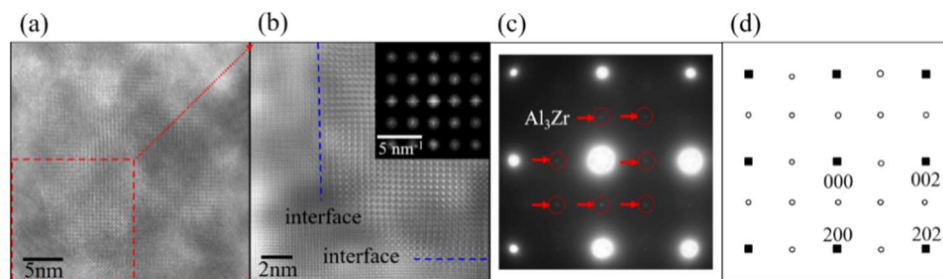 (a)
(b)
(c)
(d)
5nm
interface
interface
2nm
5 nm⁻¹
Al₃Zr
000
002
200
202